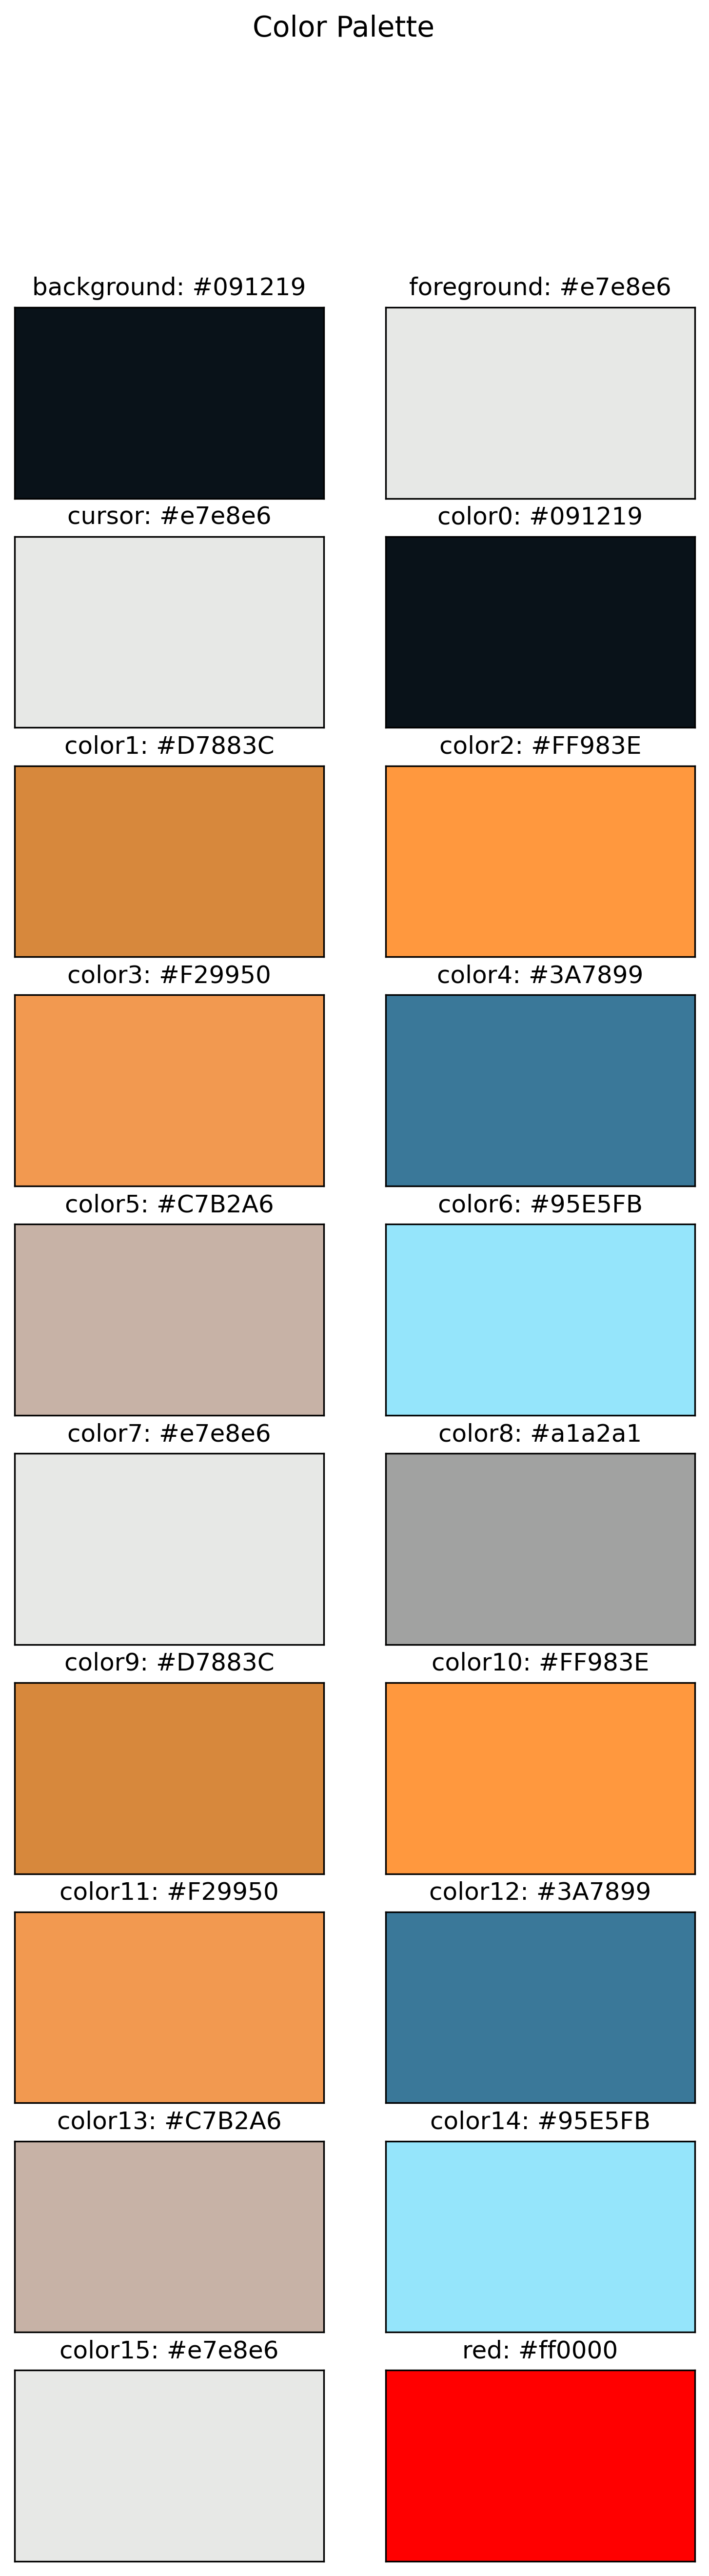 Color Palette
background: #091219
foreground: #e7e8e6
cursor: #e7e8e6
color0: #091219
color1: #D7883C
color2: #FF983E
color3: #F29950
color4: #3A7899
color5: #C7B2A6
color6: #95E5FB
color7: #e7e8e6
color8: #a1a2a1
color9: #D7883C
color10: #FF983E
color11: #F29950
color12: #3A7899
color13: #C7B2A6
color14: #95E5FB
color15: #e7e8e6
red: #ff0000